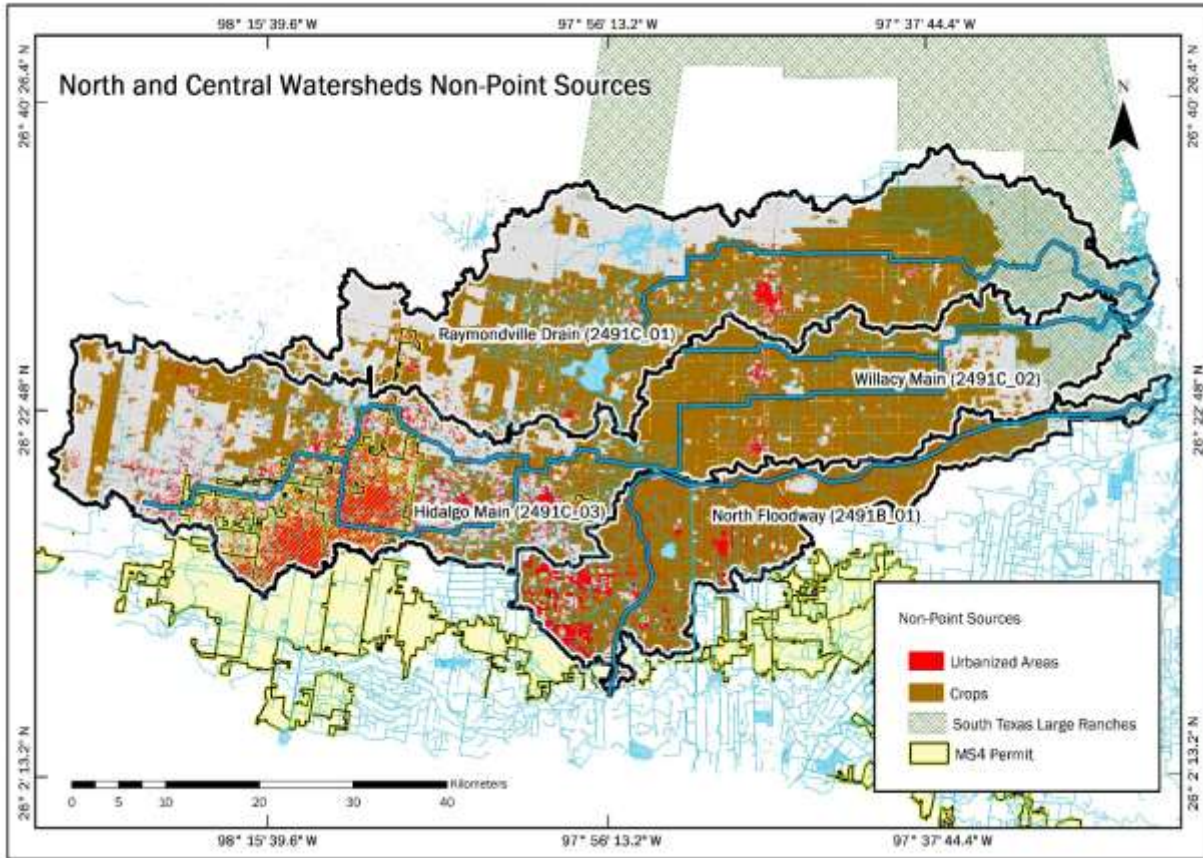 98° 15' 39.6" W
97° 56' 13.2" W
97° 37' 44.4" W
North and Central Watersheds Non-Point Sources
N
26° 40' 26.4" N
26° 40' 26.4" N
Raymondville Drain (2491C_01)
Willacy Main (2491C_02)
26° 22' 48" N
26° 22' 48" N
Hidalgo Main (2491C_03)
North Floodway (2491B_01)
Non-Point Sources
Urbanized Areas
Crops
South Texas Large Ranches
MS4 Permit
26° 2' 13.2" N
26° 2' 13.2" N
Kilometers
0 5 10 20 30 40
98° 15' 39.6" W
97° 56' 13.2" W
97° 37' 44.4" W